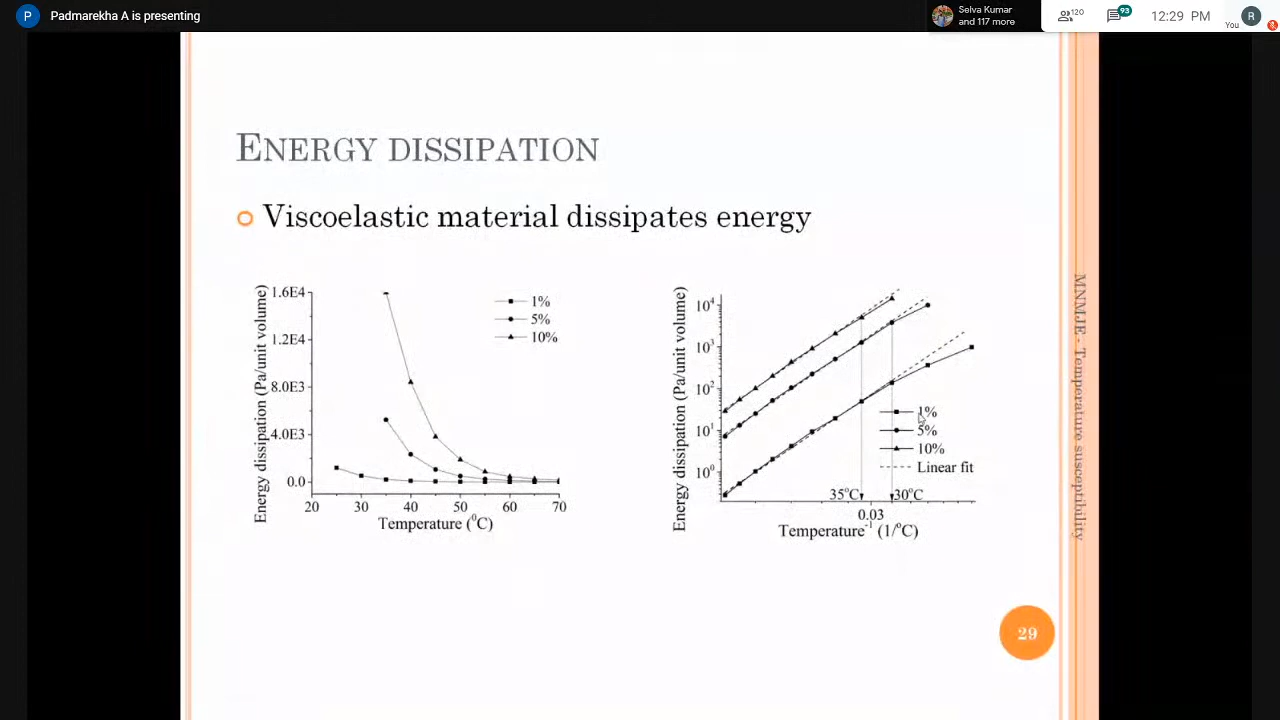 P Padmarekha A is presenting
Selva Kumar
and 117 more
120
93
12:29 PM
You
R
ENERGY DISSIPATION
Viscoelastic material dissipates energy
Energy dissipation (Pa/unit volume)
1.6E4
1.2E4
8.0E3
4.0E3
0.0
20 30 40 50 60 70
Temperature (⁰C)
1%
5%
10%
Energy dissipation (Pa/unit volume)
10⁴
10³
10²
10¹
10⁰
1%
5%
10%
Linear fit
35°C
30°C
0.03
Temperature⁻¹ (1/°C)
MNMJE - Temperature susceptibility
29